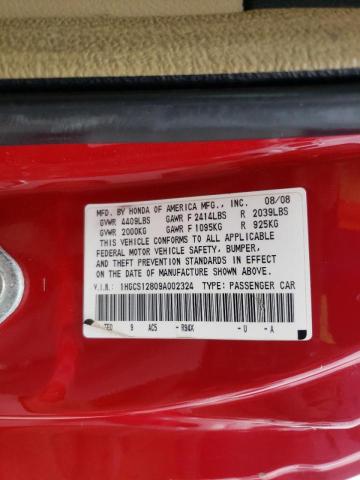 MFD. BY HONDA OF AMERICA MFG., INC. 08/08
GVWR 4409LBS GAWR F 2414LBS R 2039LBS
GVWR 2000KG GAWR F 1095KG R 925KG
THIS VEHICLE CONFORMS TO ALL APPLICABLE
FEDERAL MOTOR VEHICLE SAFETY, BUMPER,
AND THEFT PREVENTION STANDARDS IN EFFECT ON
THE DATE OF MANUFACTURE SHOWN ABOVE.
V.I.N.: 1HGCS12809A002324 TYPE: PASSENGER CAR
TE0 9 AC5 - R94X - U - A